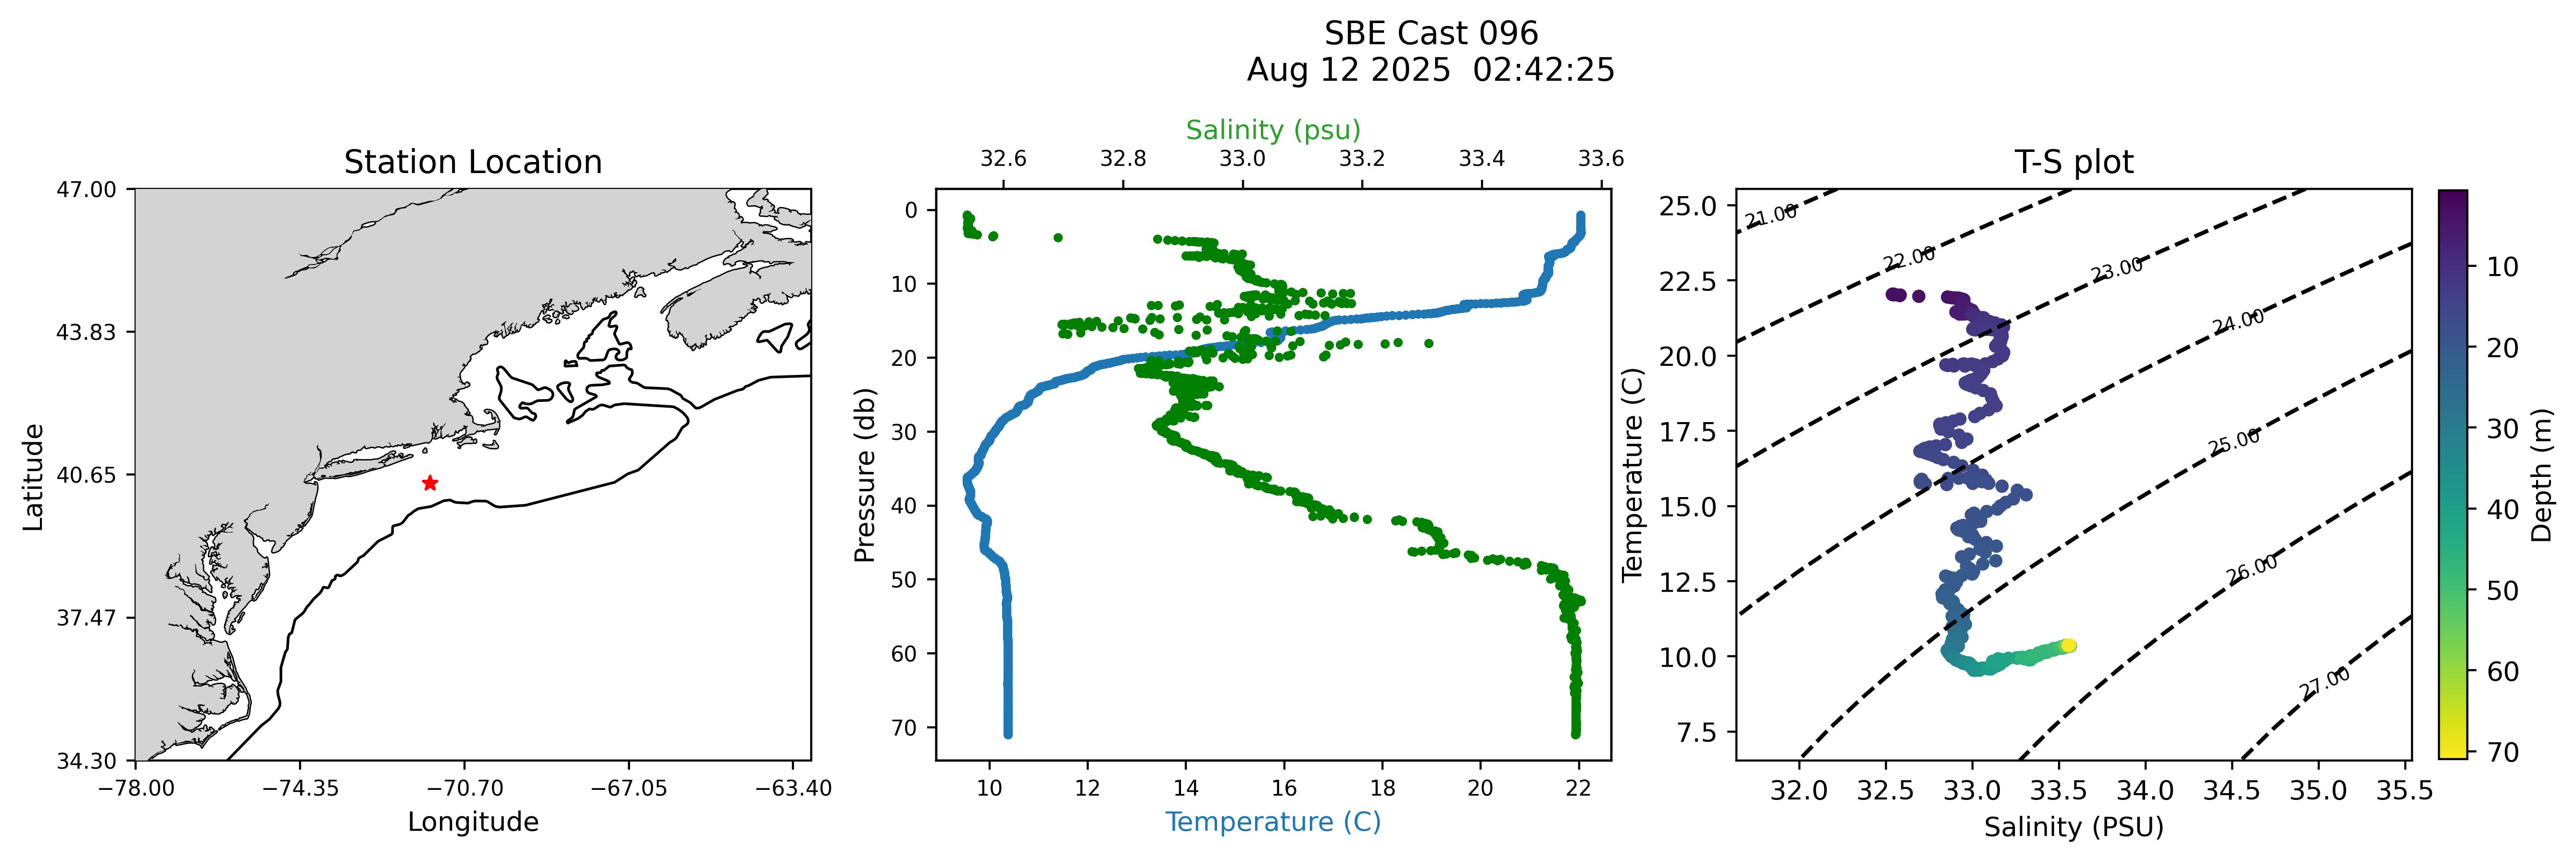 SBE Cast 096
Aug 12 2025  02:42:25
Station Location
47.00
43.83
40.65
37.47
34.30
Latitude
−78.00 −74.35 −70.70 −67.05 −63.40
Longitude
Salinity (psu)
32.6 32.8 33.0 33.2 33.4 33.6
0
10
20
30
40
50
60
70
Pressure (db)
10 12 14 16 18 20 22
Temperature (C)
T-S plot
25.0
22.5
20.0
17.5
15.0
12.5
10.0
7.5
Temperature (C)
21.00
22.00
23.00
24.00
25.00
26.00
27.00
32.0 32.5 33.0 33.5 34.0 34.5 35.0 35.5
Salinity (PSU)
10
20
30
40
50
60
70
Depth (m)